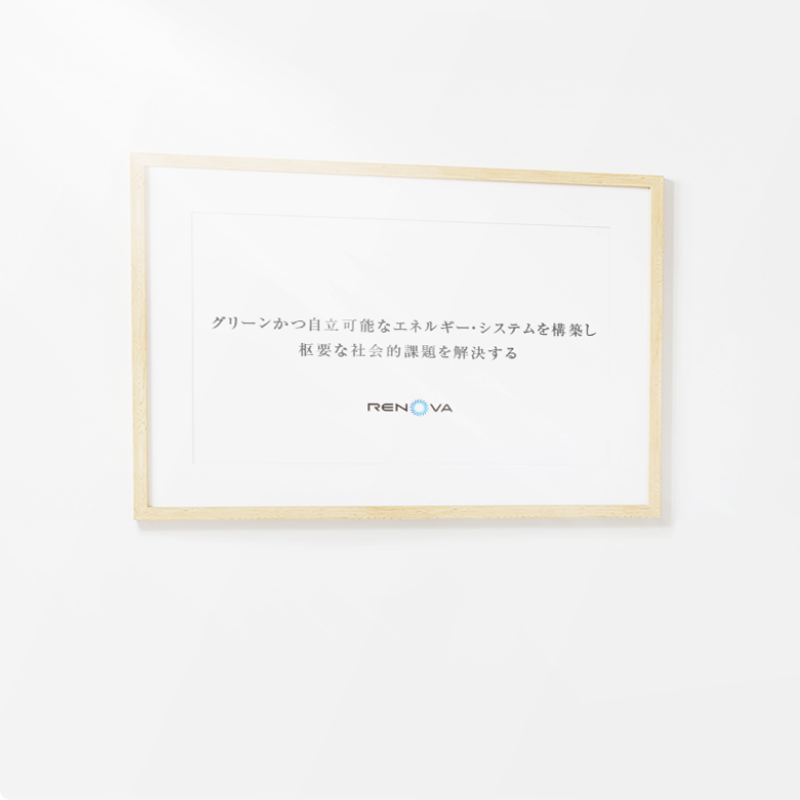 グリーンかつ自立可能なエネルギー・システムを構築し
枢要な社会的課題を解決する
RENOVA